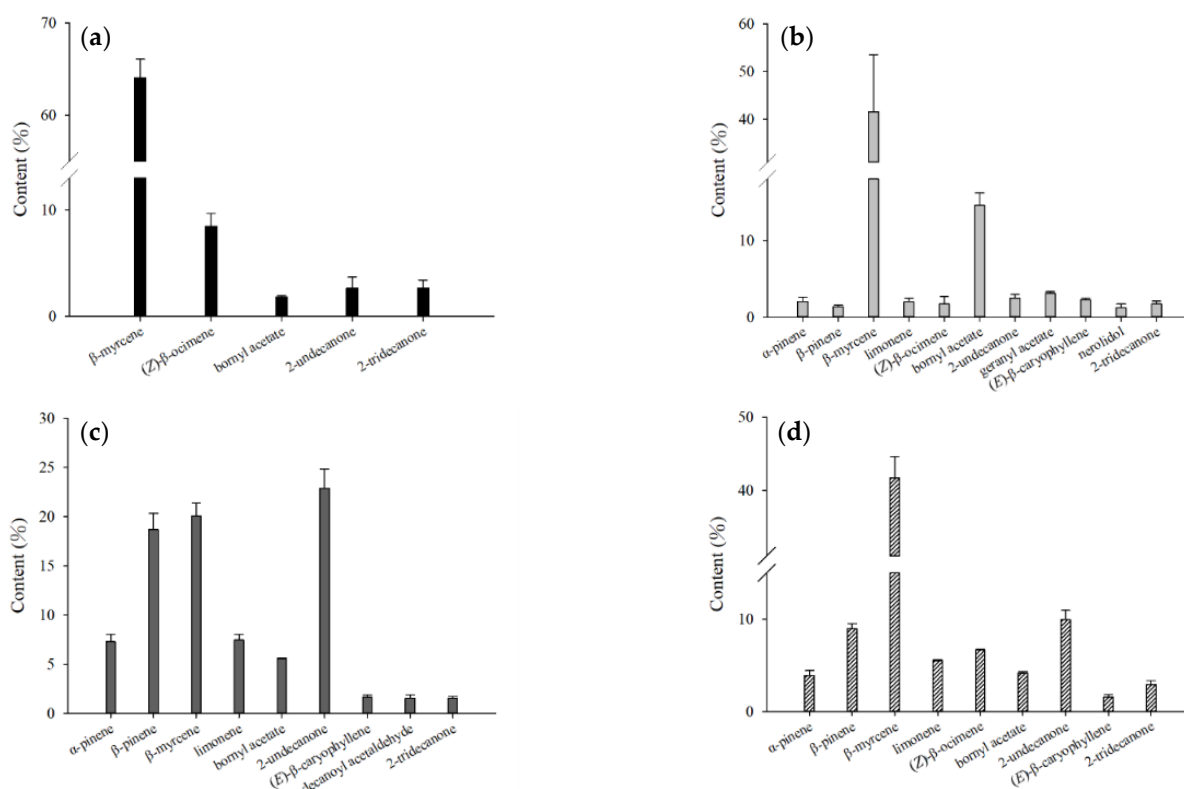 (a)
Content (%)
70
60
10
0
β-myrcene
(Z)-β-ocimene
bornyl acetate
2-undecanone
2-tridecanone
(b)
Content (%)
60
50
40
10
0
α-pinene
β-pinene
β-myrcene
limonene
(Z)-β-ocimene
bornyl acetate
2-undecanone
geranyl acetate
(E)-β-caryophyllene
nerolidol
2-tridecanone
(c)
Content (%)
30
25
20
15
10
5
0
α-pinene
β-pinene
β-myrcene
limonene
bornyl acetate
2-undecanone
(E)-β-caryophyllene
decanoyl acetaldehyde
2-tridecanone
(d)
Content (%)
50
40
10
0
α-pinene
β-pinene
β-myrcene
limonene
(Z)-β-ocimene
bornyl acetate
2-undecanone
(E)-β-caryophyllene
2-tridecanone